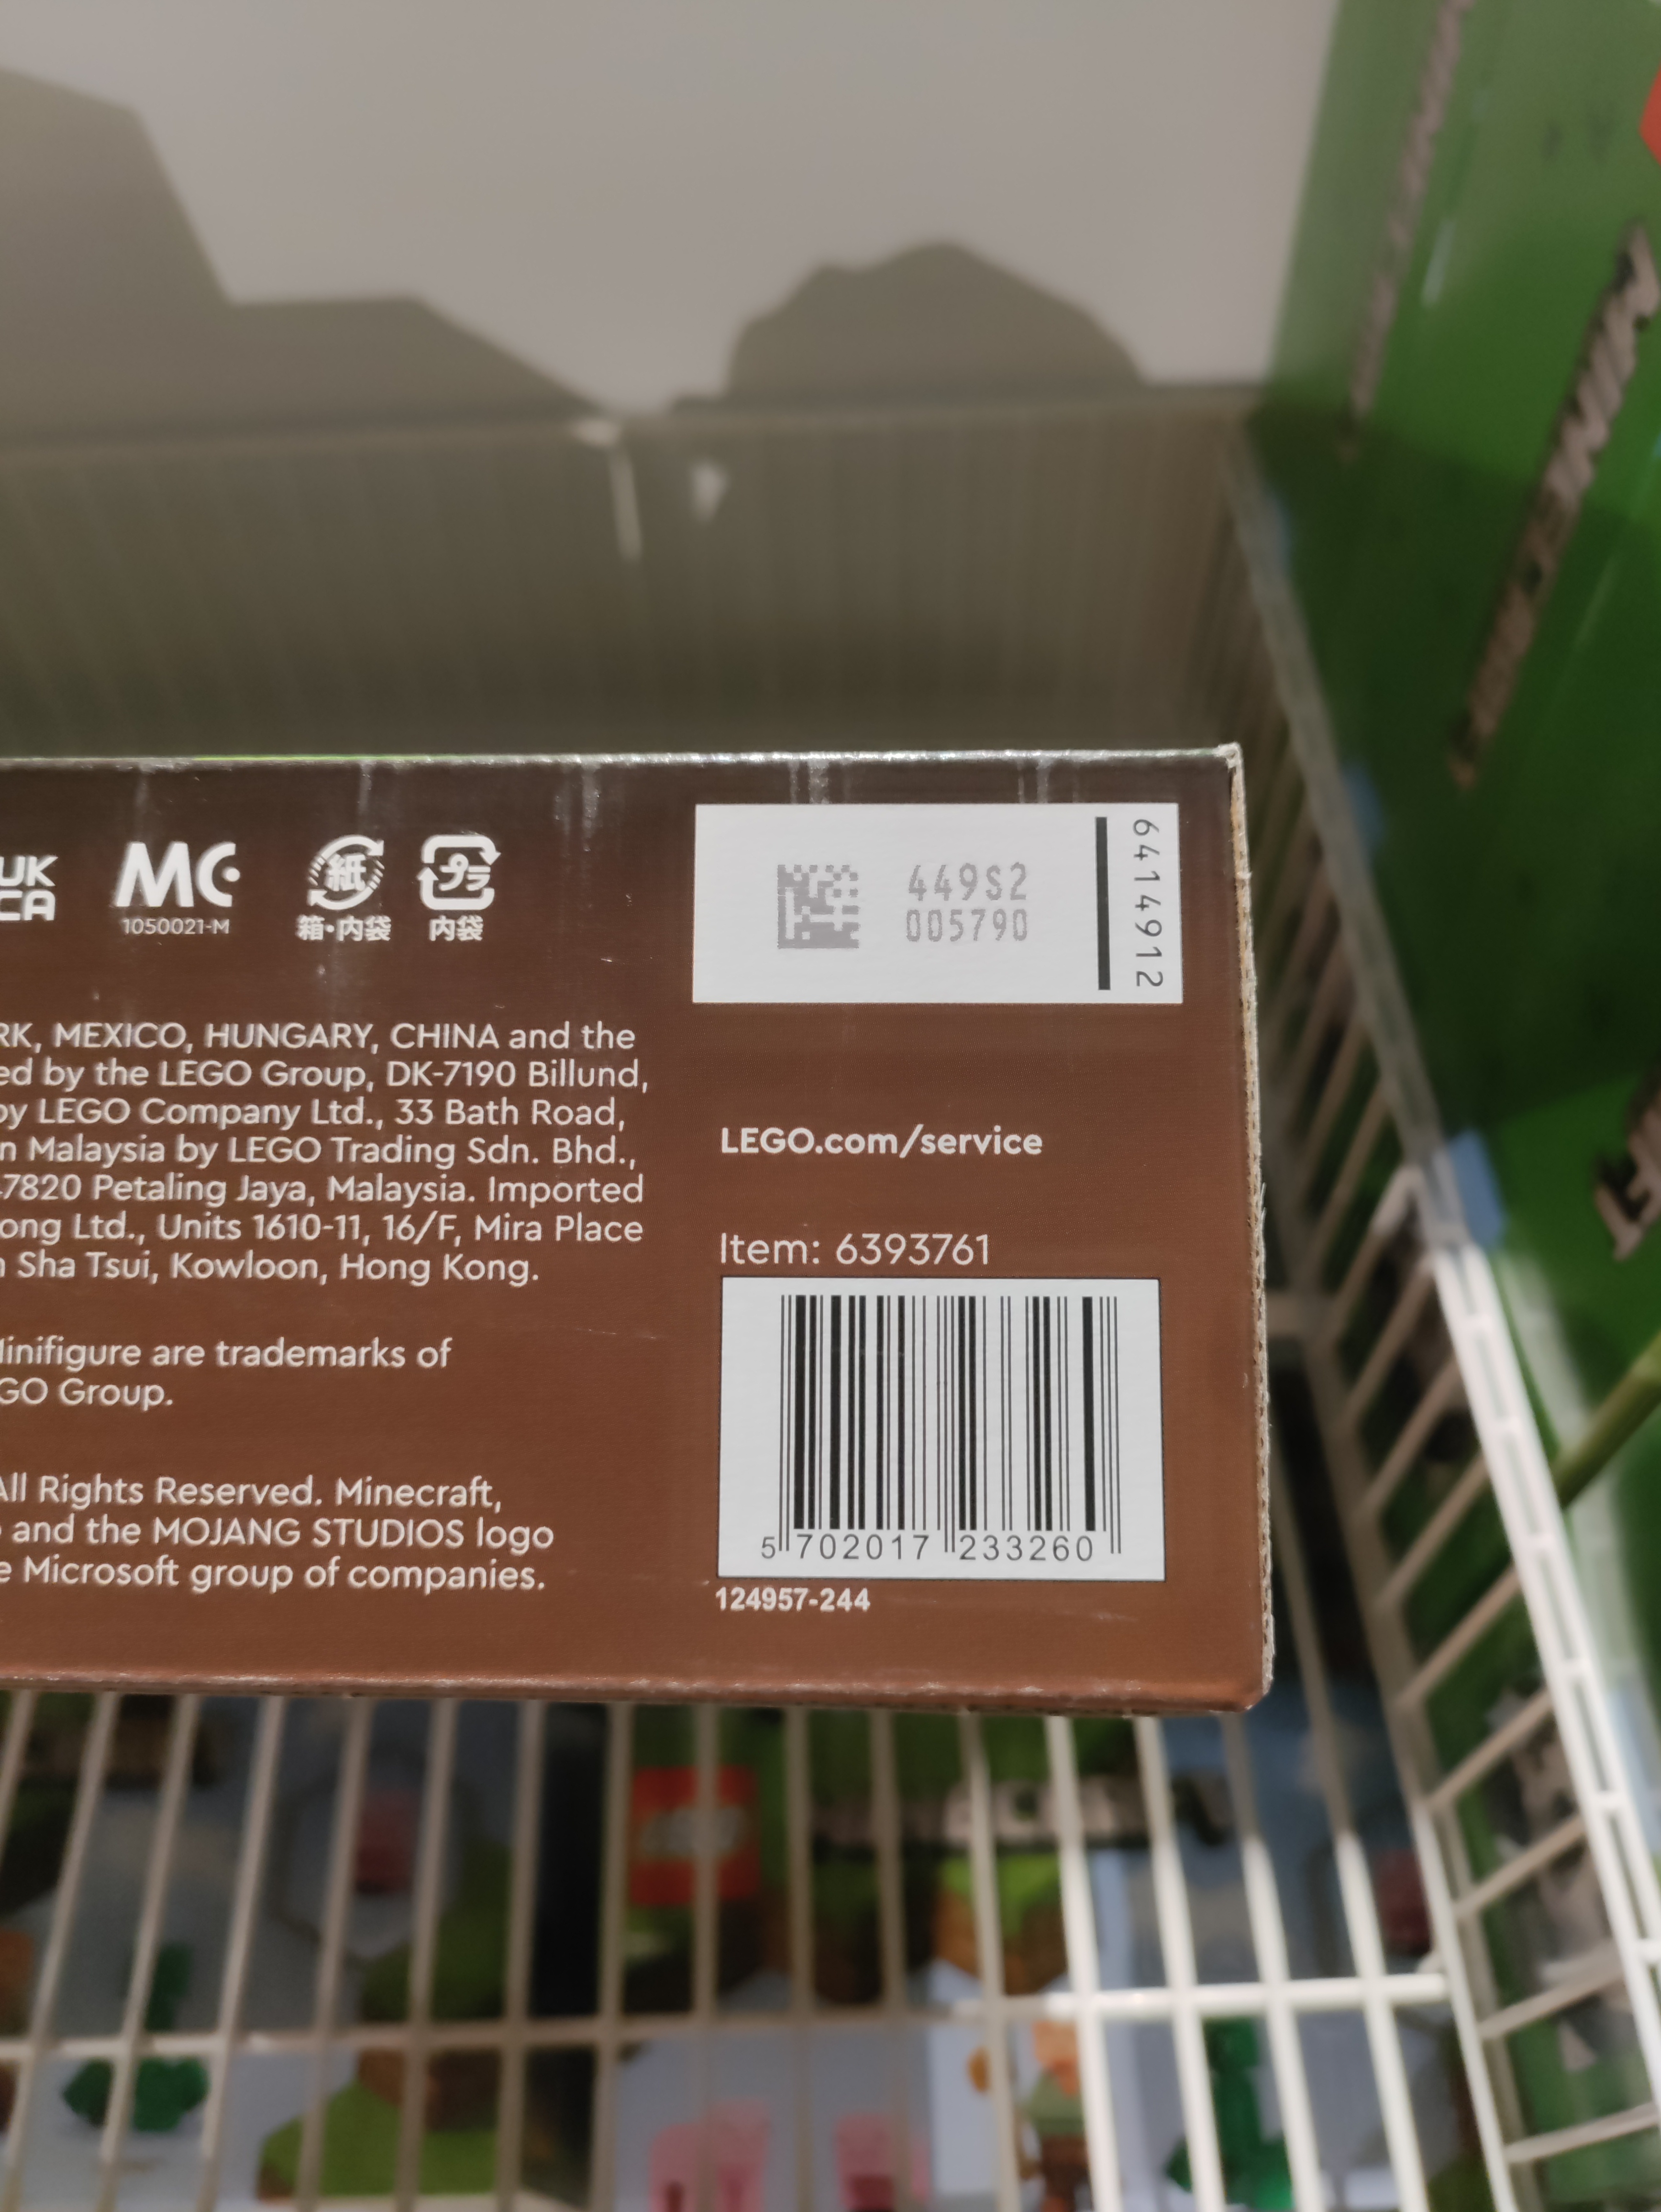 UK
CA
MC
1050021-M
紙
箱・内袋
プラ
内袋
449S2
005790
6414912
RK, MEXICO, HUNGARY, CHINA and the
ed by the LEGO Group, DK-7190 Billund,
by LEGO Company Ltd., 33 Bath Road,
n Malaysia by LEGO Trading Sdn. Bhd.,
47820 Petaling Jaya, Malaysia. Imported
ong Ltd., Units 1610-11, 16/F, Mira Place
n Sha Tsui, Kowloon, Hong Kong.
Minifigure are trademarks of
GO Group.
All Rights Reserved. Minecraft,
and the MOJANG STUDIOS logo
e Microsoft group of companies.
LEGO.com/service
Item: 6393761
5 702017 233260
124957-244